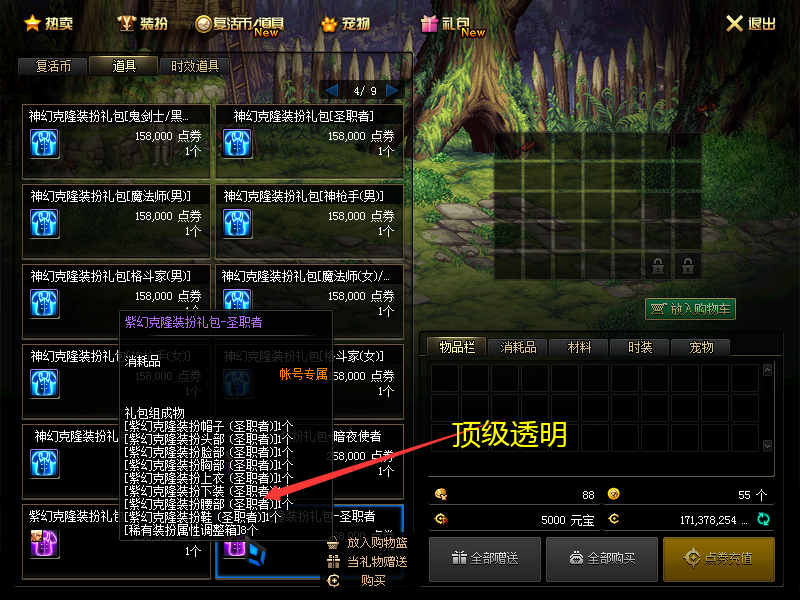 热卖
装扮
复活币/道具
New
宠物
礼包
New
退出
复活币
道具
时效道具
4/ 9
神幻克隆装扮礼包[鬼剑士/黑...
158,000 点券
1个
神幻克隆装扮礼包[圣职者]
158,000 点券
1个
神幻克隆装扮礼包[魔法师(男)]
158,000 点券
1个
神幻克隆装扮礼包[神枪手(男)]
158,000 点券
1个
神幻克隆装扮礼包[格斗家(男)]
158,000 点券
神幻克隆装扮礼包[魔法师(女)/...
158,000 点券
紫幻克隆装扮礼包-圣职者
消耗品
帐号专属
礼包组成物
[紫幻克隆装扮帽子 (圣职者)]1个
[紫幻克隆装扮头部 (圣职者)]1个
[紫幻克隆装扮脸部 (圣职者)]1个
[紫幻克隆装扮胸部 (圣职者)]1个
[紫幻克隆装扮上衣 (圣职者)]1个
[紫幻克隆装扮下装 (圣职者)]1个
[紫幻克隆装扮腰部 (圣职者)]1个
[紫幻克隆装扮鞋 (圣职者)]1个
[稀有装扮属性调整箱]8个
神幻克隆装扮礼
(女)]
格斗家(女)]
58,000 点券
1个
神幻克隆装扮礼
暗夜使者
58,000 点券
1个
紫幻克隆装扮礼包
1个
装扮礼包-圣职者
放入购物篮
当礼物赠送
购买
顶级透明
放入购物车
物品栏
消耗品
材料
时装
宠物
88
55 个
5000 元宝
171,378,254 ...
全部赠送
全部购买
点券充值